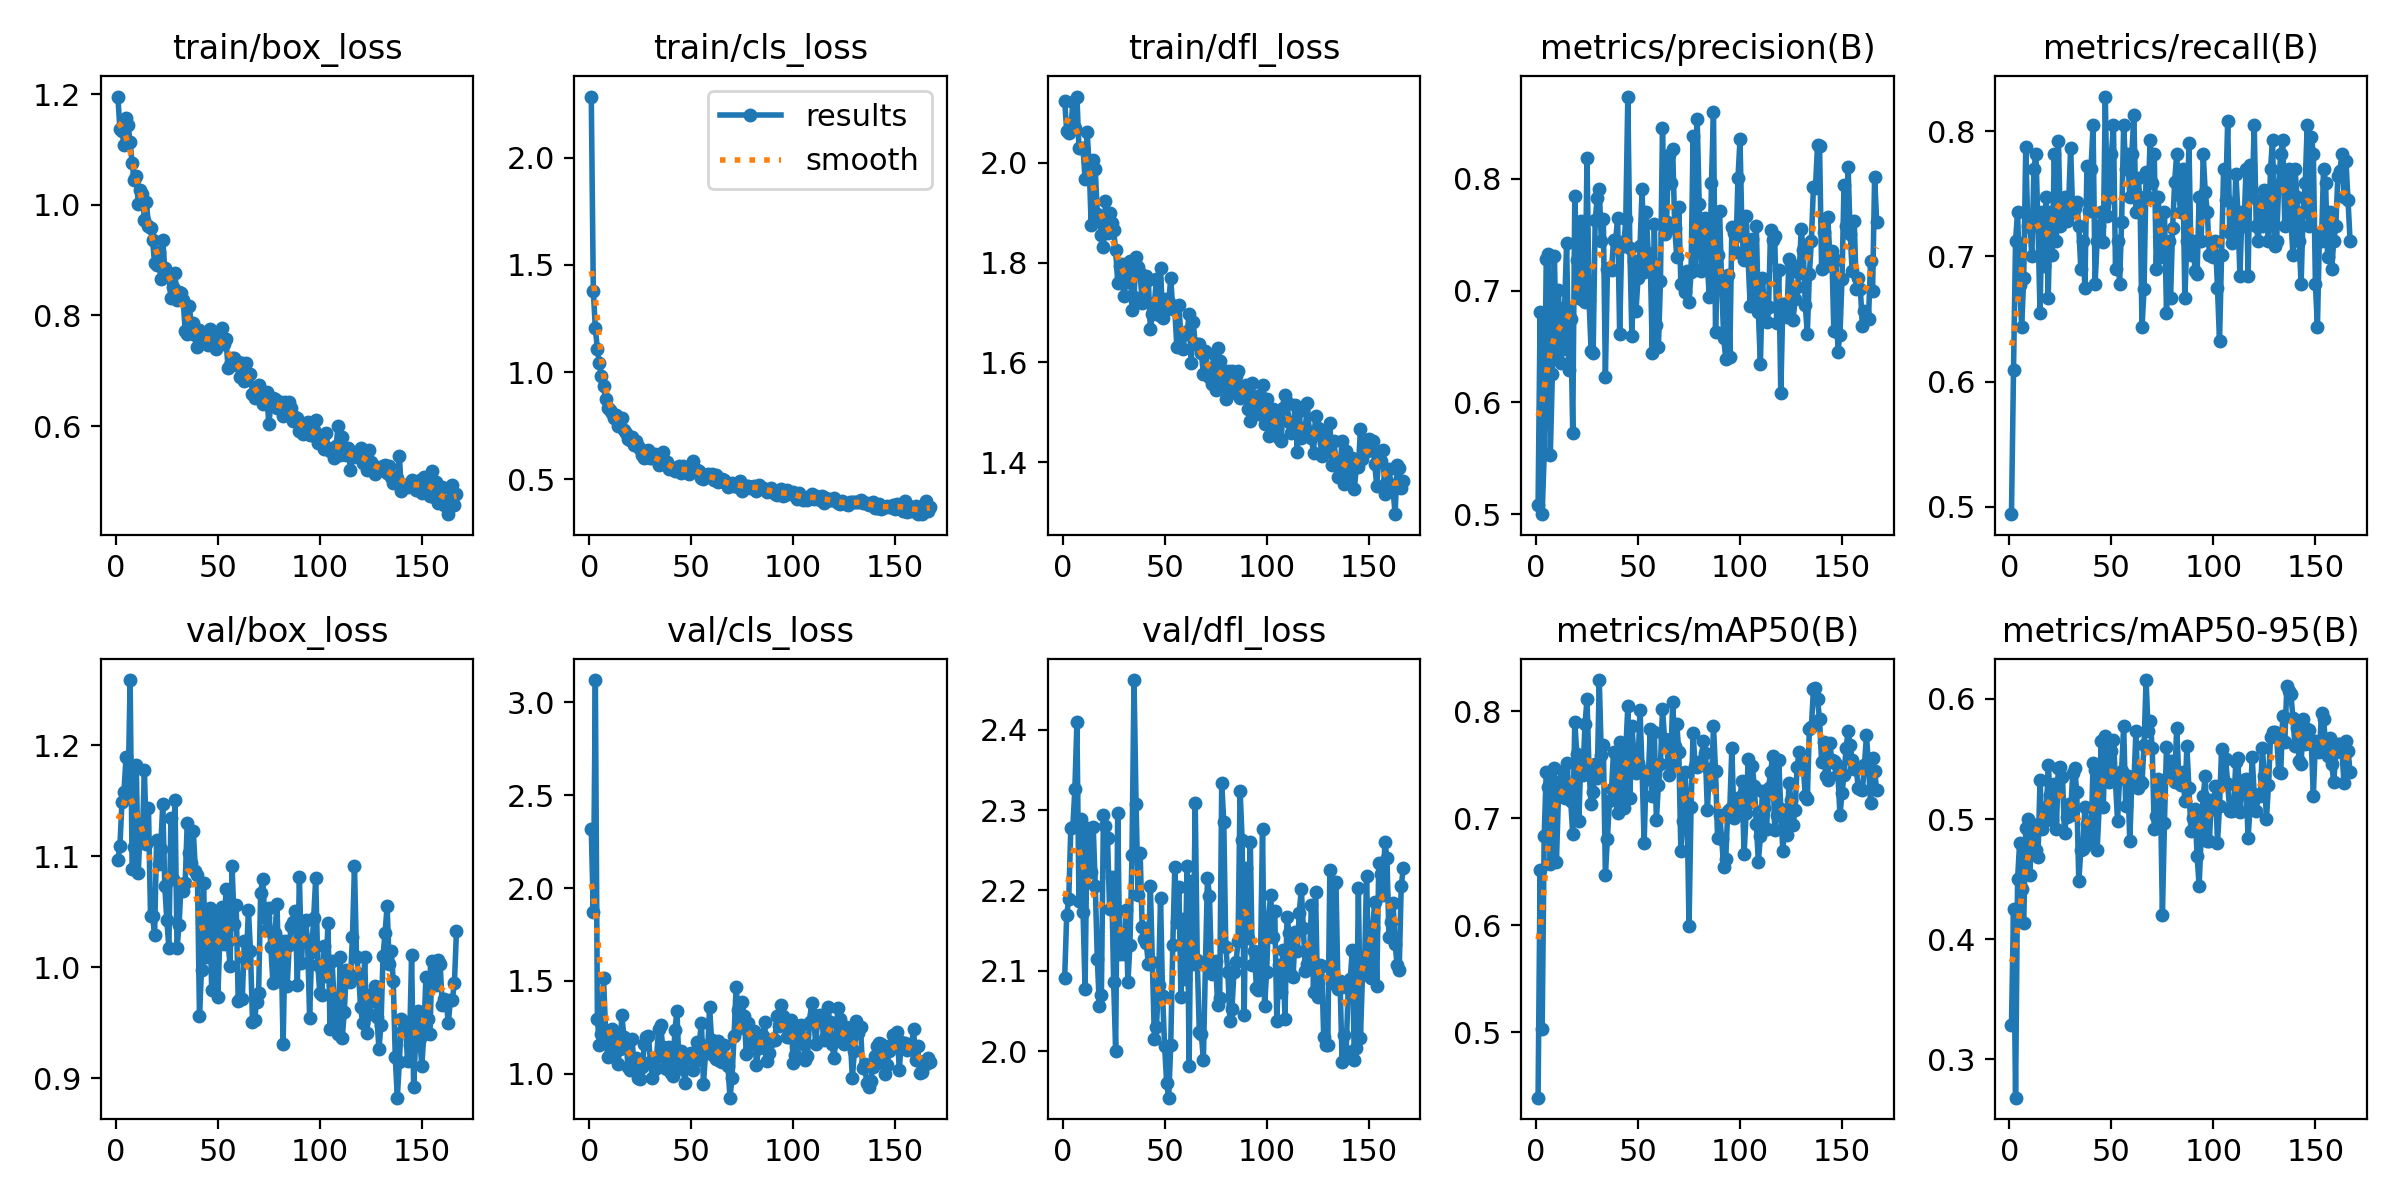 train/box_loss
1.2
1.0
0.8
0.6
0 50 100 150
train/cls_loss
results
smooth
2.0
1.5
1.0
0.5
0 50 100 150
train/dfl_loss
2.0
1.8
1.6
1.4
0 50 100 150
metrics/precision(B)
0.8
0.7
0.6
0.5
0 50 100 150
metrics/recall(B)
0.8
0.7
0.6
0.5
0 50 100 150
val/box_loss
1.2
1.1
1.0
0.9
0 50 100 150
val/cls_loss
3.0
2.5
2.0
1.5
1.0
0 50 100 150
val/dfl_loss
2.4
2.3
2.2
2.1
2.0
0 50 100 150
metrics/mAP50(B)
0.8
0.7
0.6
0.5
0 50 100 150
metrics/mAP50-95(B)
0.6
0.5
0.4
0.3
0 50 100 150